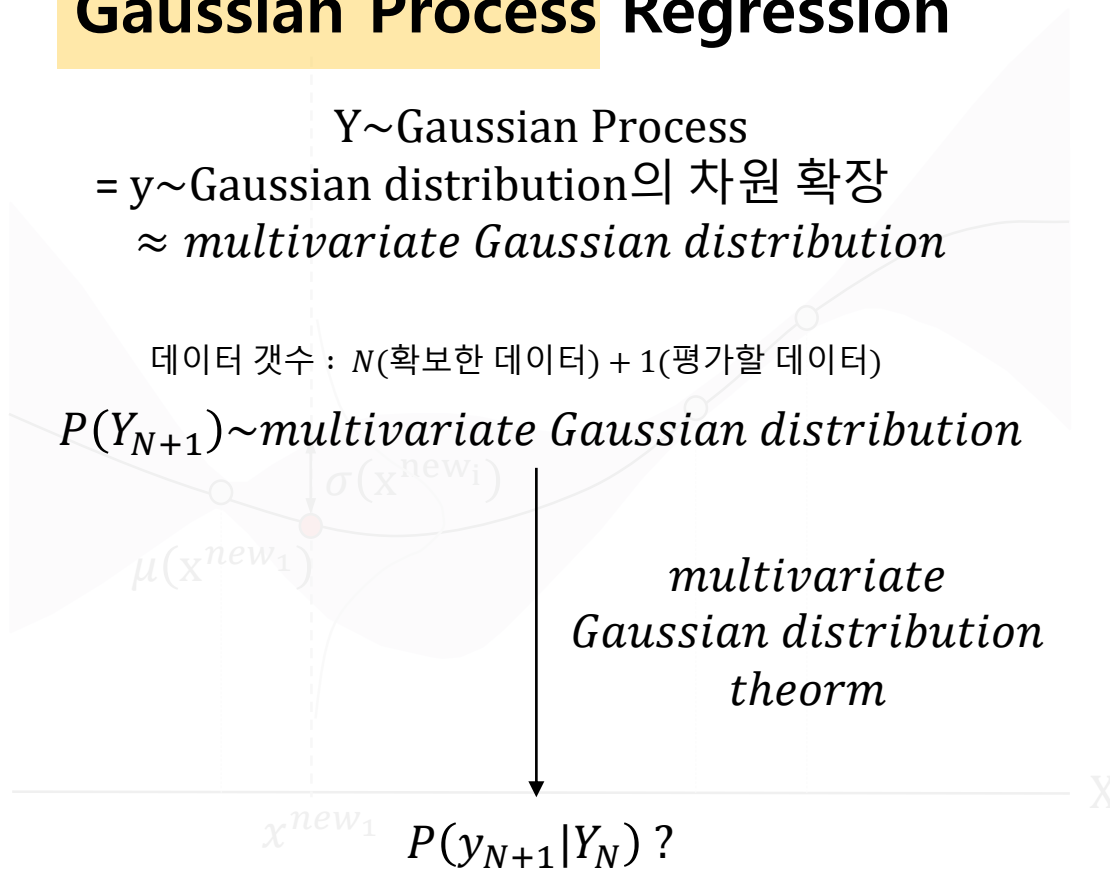 Gaussian Process Regression
Y~Gaussian Process
= y~Gaussian distribution의 차원 확장
≈ multivariate Gaussian distribution
데이터 갯수 : N(확보한 데이터) + 1(평가할 데이터)
P(Y_{N+1})~multivariate Gaussian distribution
σ(x^{new_i})
μ(x^{new_1})
multivariate
Gaussian distribution
theorm
X
x^{new_1}
P(y_{N+1}|Y_N) ?